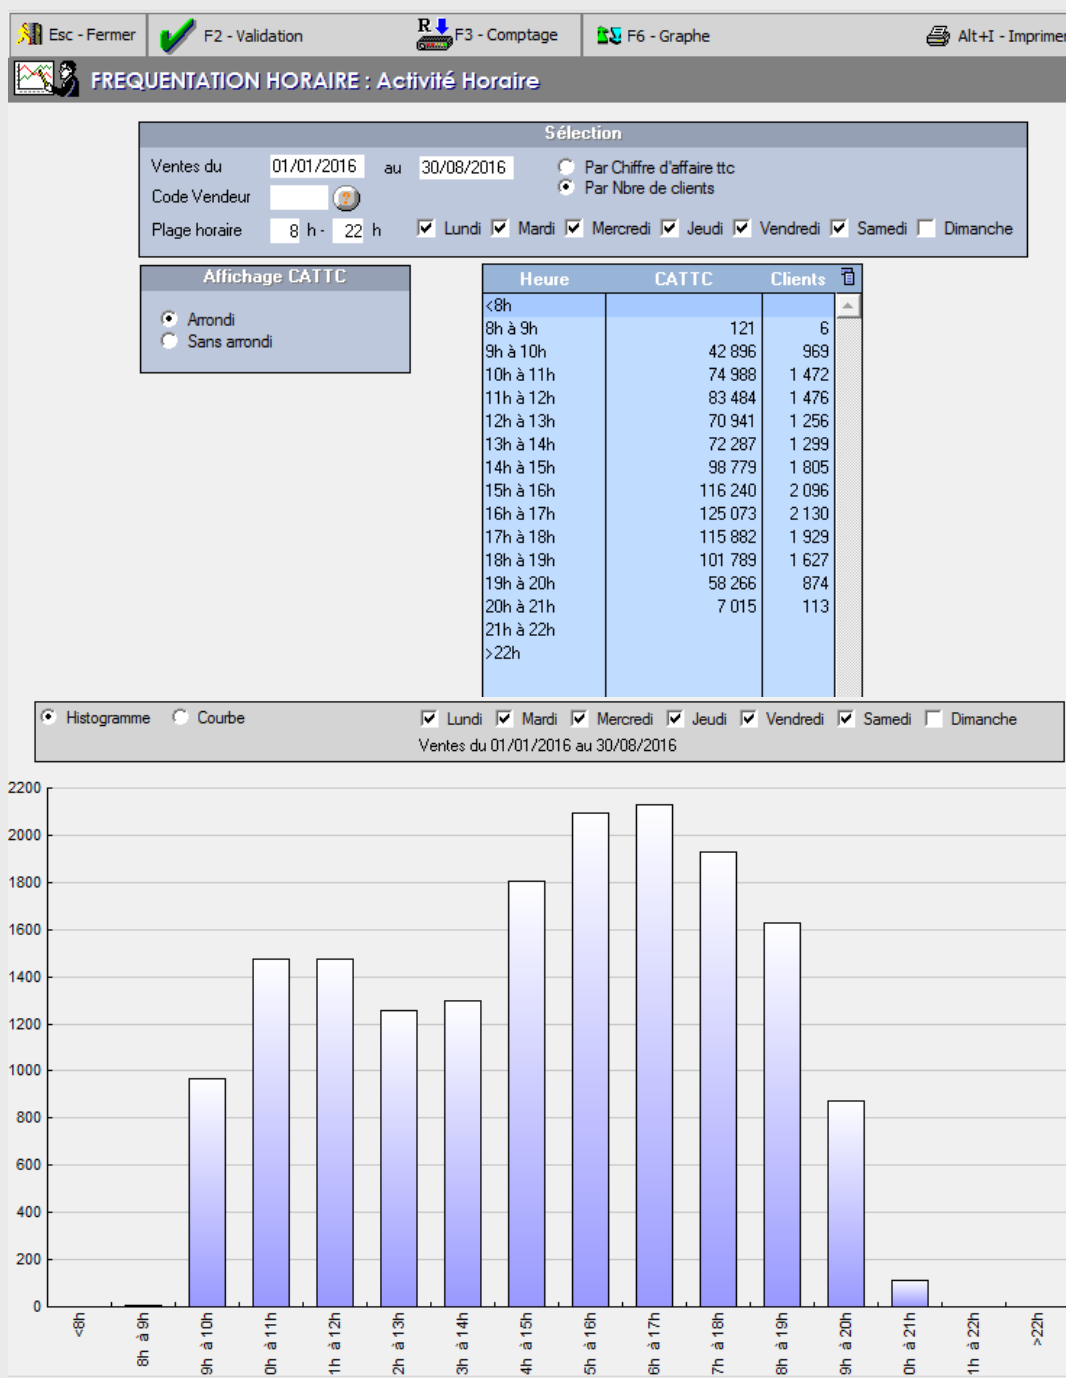 Esc - Fermer F2 - Validation R F3 - Comptage F6 - Graphe Alt+I - Imprimer
FREQUENTATION HORAIRE : Activité Horaire
Sélection
Ventes du 01/01/2016 au 30/08/2016 Par Chiffre d'affaire ttc
Par Nbre de clients
Code Vendeur ?
Plage horaire 8 h - 22 h Lundi Mardi Mercredi Jeudi Vendredi Samedi Dimanche
Affichage CATTC
Arrondi
Sans arrondi
Heure CATTC Clients
<8h
8h à 9h 121 6
9h à 10h 42 896 969
10h à 11h 74 988 1 472
11h à 12h 83 484 1 476
12h à 13h 70 941 1 256
13h à 14h 72 287 1 299
14h à 15h 98 779 1 805
15h à 16h 116 240 2 096
16h à 17h 125 073 2 130
17h à 18h 115 882 1 929
18h à 19h 101 789 1 627
19h à 20h 58 266 874
20h à 21h 7 015 113
21h à 22h
>22h
Histogramme Courbe Lundi Mardi Mercredi Jeudi Vendredi Samedi Dimanche
Ventes du 01/01/2016 au 30/08/2016
2200
2000
1800
1600
1400
1200
1000
800
600
400
200
0
<8h
8h à 9h
9h à 10h
0h à 11h
1h à 12h
2h à 13h
3h à 14h
4h à 15h
5h à 16h
6h à 17h
7h à 18h
8h à 19h
9h à 20h
0h à 21h
1h à 22h
>22h